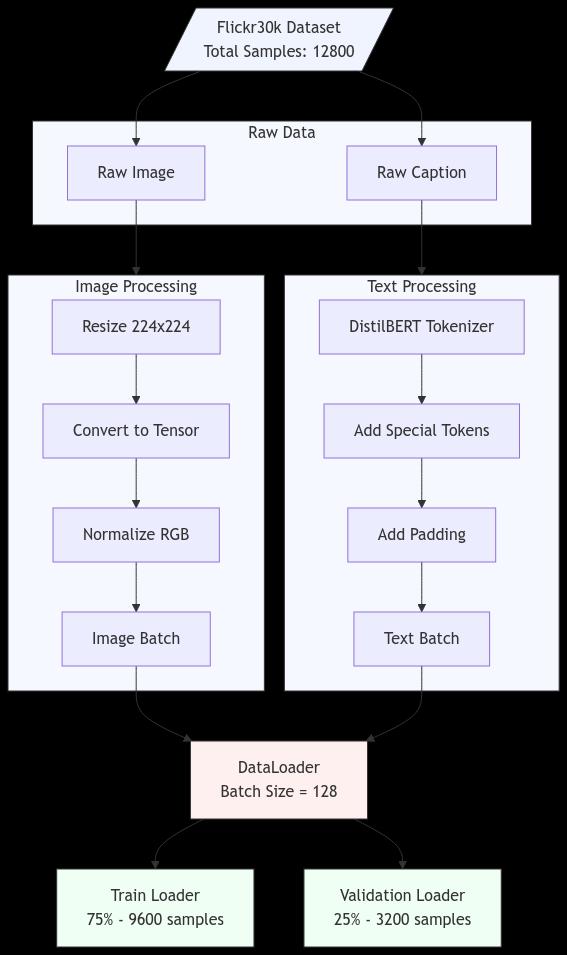 Flickr30k Dataset
Total Samples: 12800
Raw Data
Raw Image
Raw Caption
Image Processing
Resize 224x224
Convert to Tensor
Normalize RGB
Image Batch
Text Processing
DistilBERT Tokenizer
Add Special Tokens
Add Padding
Text Batch
DataLoader
Batch Size = 128
Train Loader
75% - 9600 samples
Validation Loader
25% - 3200 samples